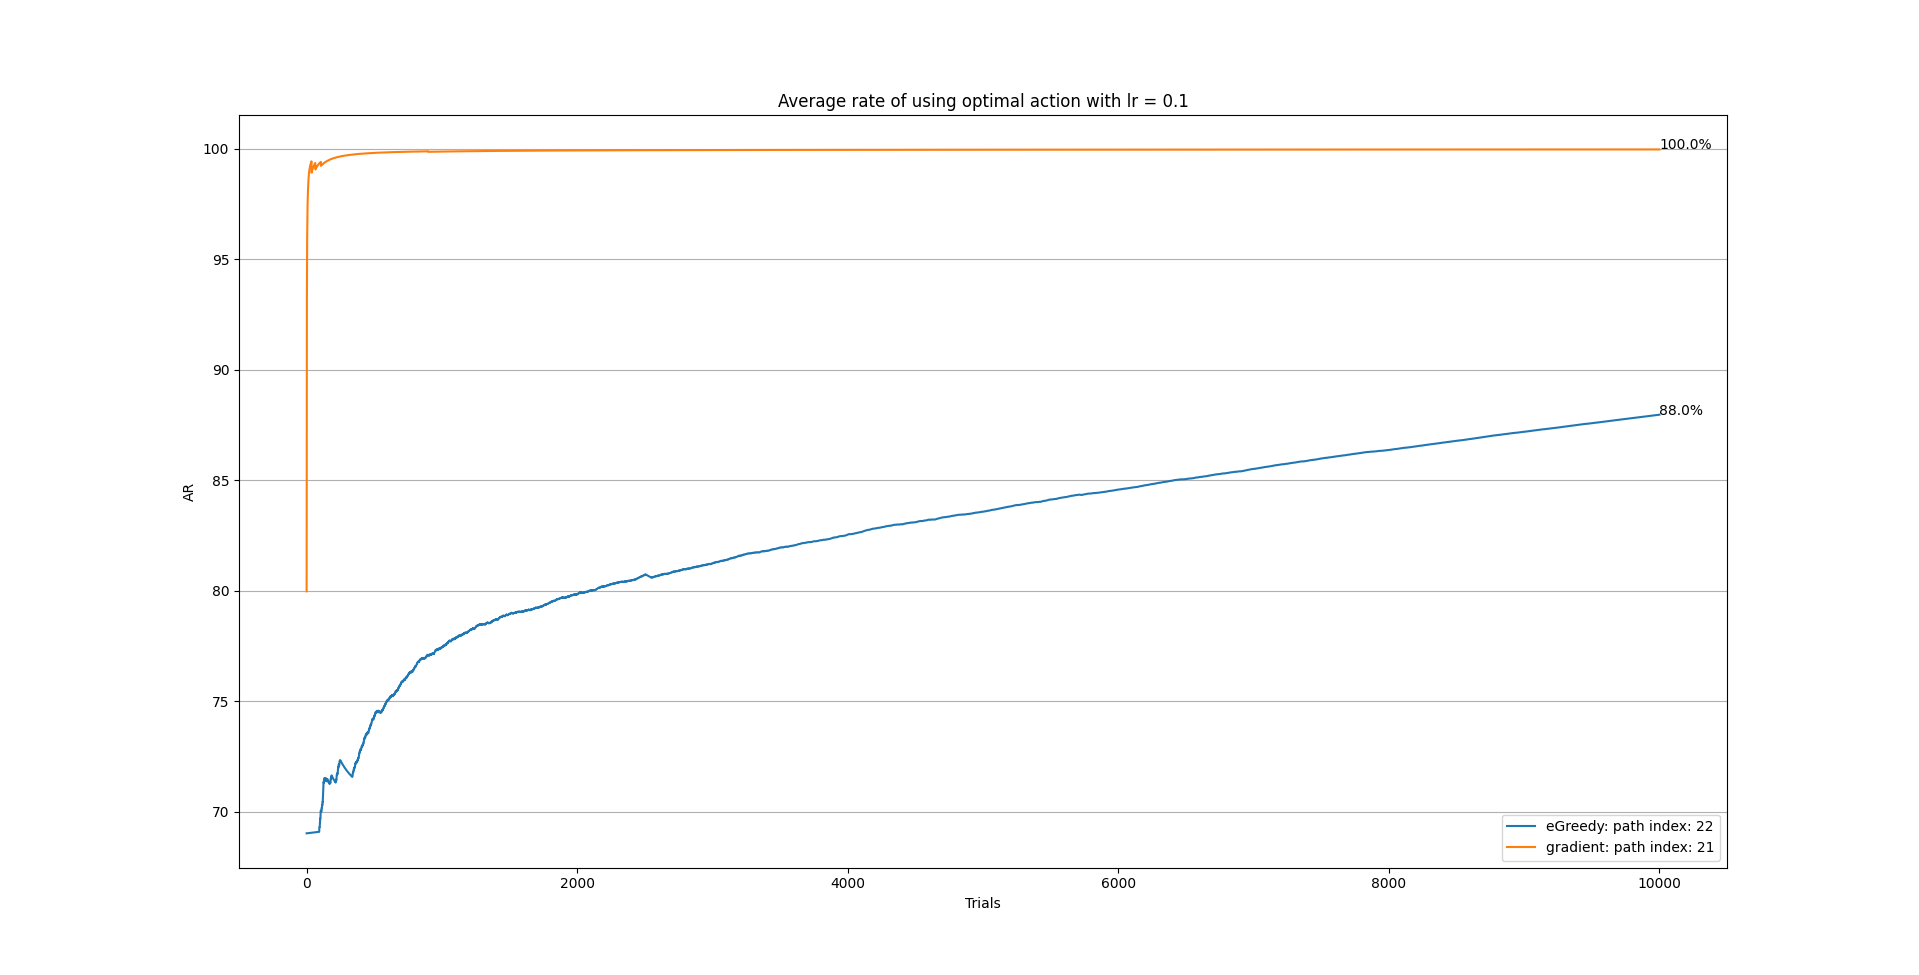 Average rate of using optimal action with lr = 0.1
100
95
90
85
80
75
70
AR
100.0%
88.0%
eGreedy: path index: 22
gradient: path index: 21
0 2000 4000 6000 8000 10000
Trials